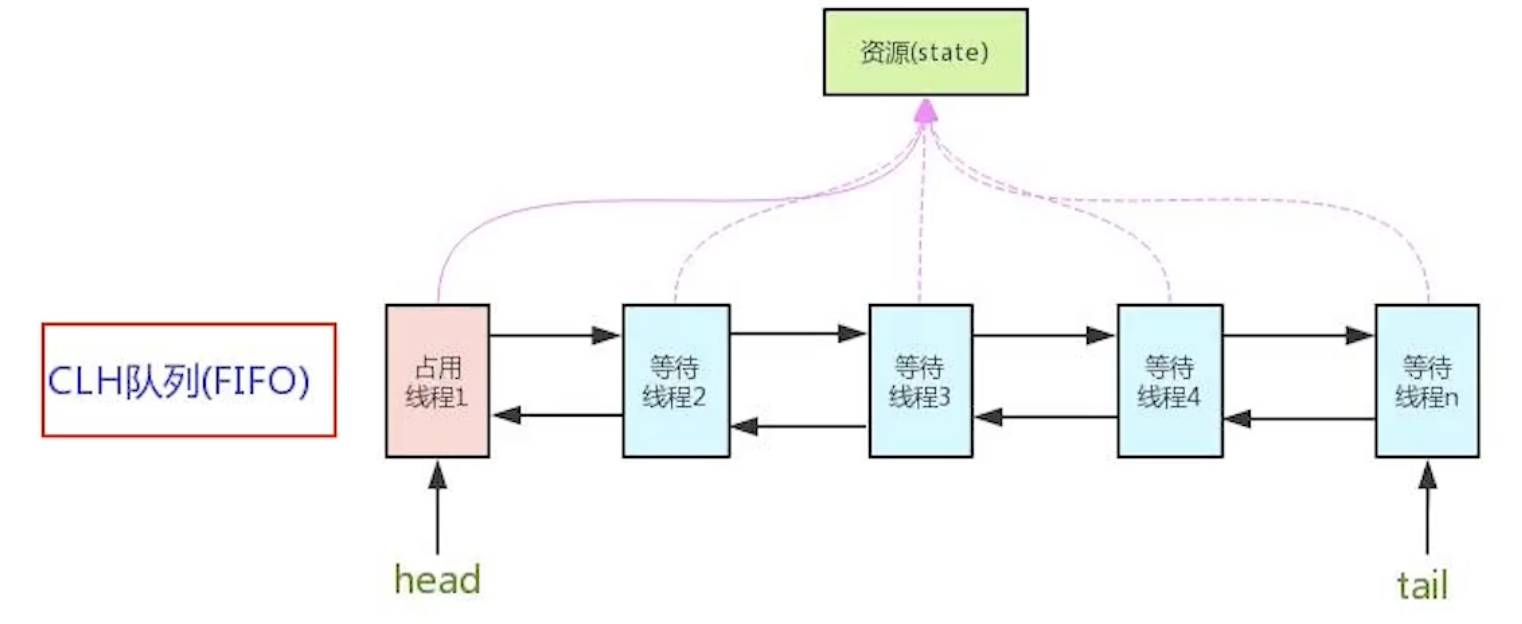 资源(state)
CLH队列(FIFO)
占用
线程1
等待
线程2
等待
线程3
等待
线程4
等待
线程n
head
tail